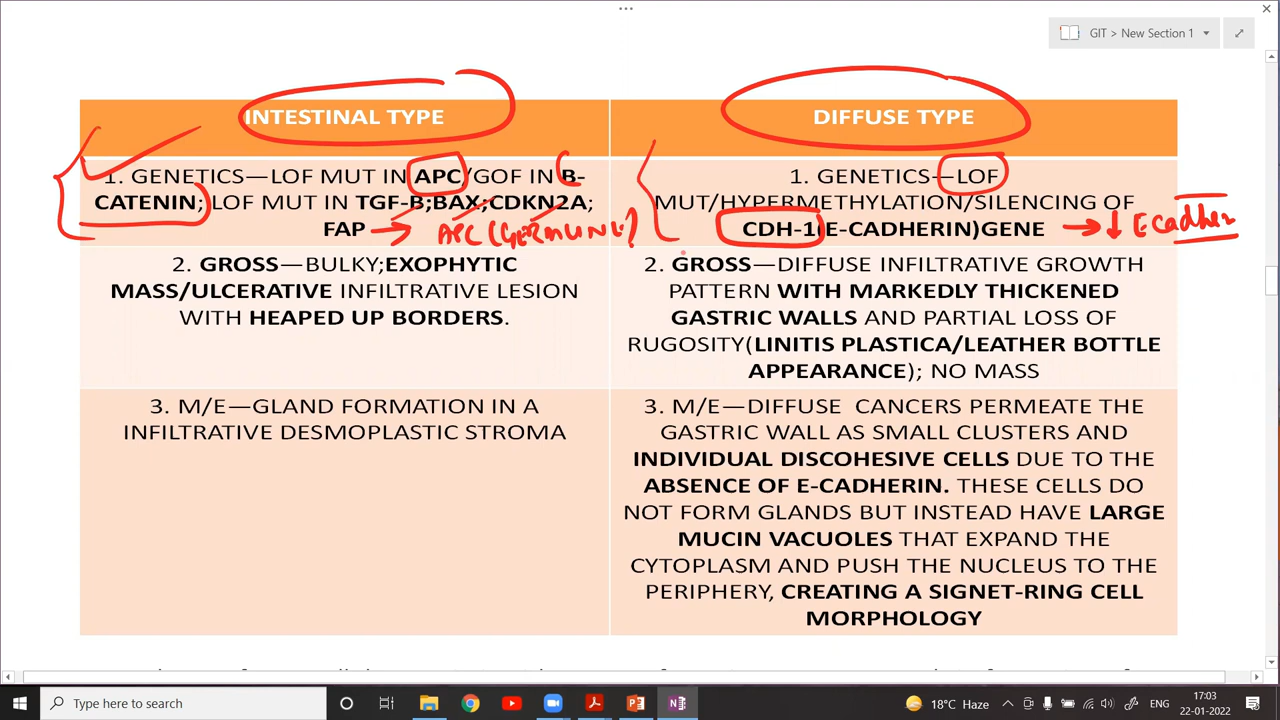 GIT > New Section 1
INTESTINAL TYPE
DIFFUSE TYPE
1. GENETICS—LOF MUT IN APC/GOF IN B-
CATENIN; LOF MUT IN TGF-B;BAX;CDKN2A;
FAP → APC (GERMLINE)
1. GENETICS—LOF
MUT/HYPERMETHYLATION/SILENCING OF
CDH-1(E-CADHERIN)GENE → ↓ E cadherin
2. GROSS—BULKY;EXOPHYTIC
MASS/ULCERATIVE INFILTRATIVE LESION
WITH HEAPED UP BORDERS.
2. GROSS—DIFFUSE INFILTRATIVE GROWTH
PATTERN WITH MARKEDLY THICKENED
GASTRIC WALLS AND PARTIAL LOSS OF
RUGOSITY(LINITIS PLASTICA/LEATHER BOTTLE
APPEARANCE); NO MASS
3. M/E—GLAND FORMATION IN A
INFILTRATIVE DESMOPLASTIC STROMA
3. M/E—DIFFUSE CANCERS PERMEATE THE
GASTRIC WALL AS SMALL CLUSTERS AND
INDIVIDUAL DISCOHESIVE CELLS DUE TO THE
ABSENCE OF E-CADHERIN. THESE CELLS DO
NOT FORM GLANDS BUT INSTEAD HAVE LARGE
MUCIN VACUOLES THAT EXPAND THE
CYTOPLASM AND PUSH THE NUCLEUS TO THE
PERIPHERY, CREATING A SIGNET-RING CELL
MORPHOLOGY
Type here to search
18°C Haze
ENG
17:03
22-01-2022